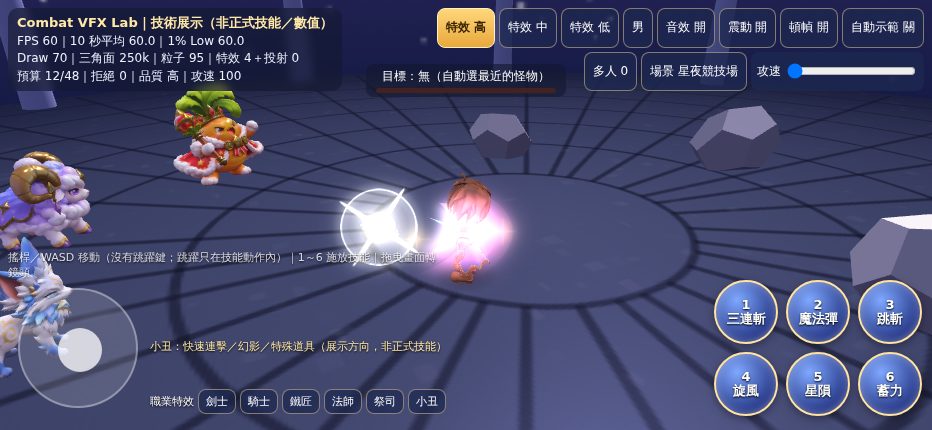 Combat VFX Lab｜技術展示（非正式技能／數值）
FPS 60｜10 秒平均 60.0｜1% Low 60.0
Draw 70｜三角面 250k｜粒子 95｜特效 4＋投射 0
預算 12/48｜拒絕 0｜品質 高｜攻速 100
特效 高
特效 中
特效 低
男
音效 開
震動 開
頓幀 開
自動示範 關
多人 0
場景 星夜競技場
攻速
目標：無（自動選最近的怪物）
搖桿／WASD 移動（沒有跳躍鍵；跳躍只在技能動作內）｜1～6 施放技能｜拖曳畫面轉
鏡頭
小丑：快速連擊／幻影／特殊道具（展示方向，非正式技能）
職業特效
劍士
騎士
鐵匠
法師
祭司
小丑
1
三連斬
2
魔法彈
3
跳斬
4
旋風
5
星隕
6
蓄力